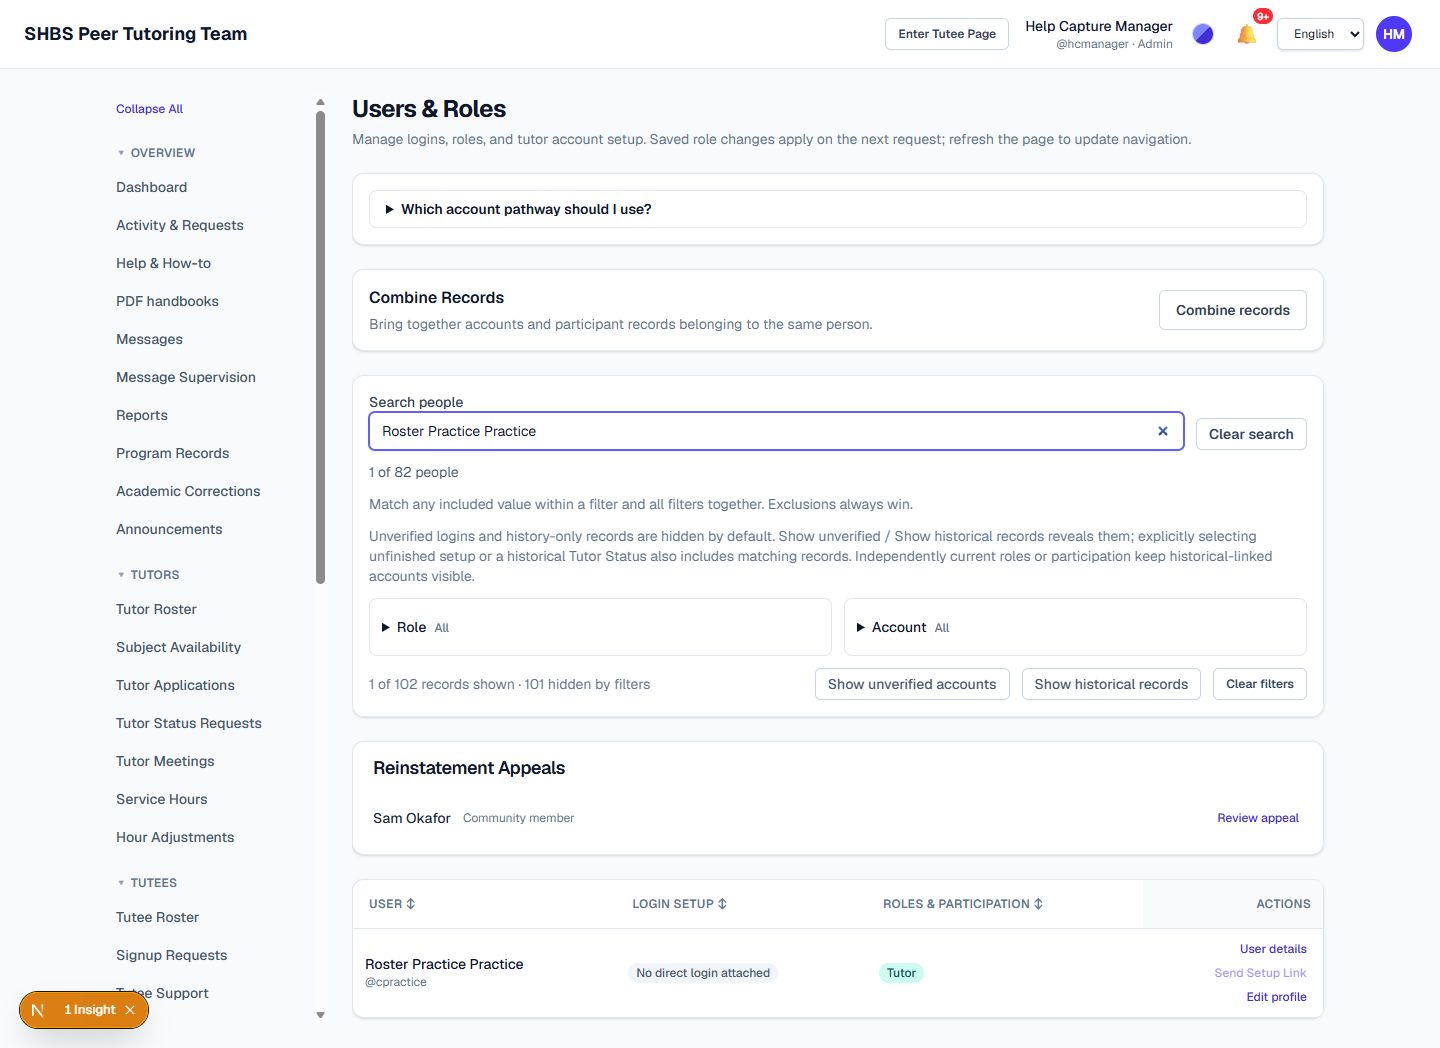 SHBS Peer Tutoring Team
Enter Tutee Page
Help Capture Manager
@hcmanager · Admin
9+
English
HM
Collapse All
OVERVIEW
Dashboard
Activity & Requests
Help & How-to
PDF handbooks
Messages
Message Supervision
Reports
Program Records
Academic Corrections
Announcements
TUTORS
Tutor Roster
Subject Availability
Tutor Applications
Tutor Status Requests
Tutor Meetings
Service Hours
Hour Adjustments
TUTEES
Tutee Roster
Signup Requests
Tutee Support
N 1 Insight
Users & Roles
Manage logins, roles, and tutor account setup. Saved role changes apply on the next request; refresh the page to update navigation.
Which account pathway should I use?
Combine Records
Bring together accounts and participant records belonging to the same person.
Combine records
Search people
Roster Practice Practice
Clear search
1 of 82 people
Match any included value within a filter and all filters together. Exclusions always win.
Unverified logins and history-only records are hidden by default. Show unverified / Show historical records reveals them; explicitly selecting
unfinished setup or a historical Tutor Status also includes matching records. Independently current roles or participation keep historical-linked
accounts visible.
Role All
Account All
1 of 102 records shown · 101 hidden by filters
Show unverified accounts
Show historical records
Clear filters
Reinstatement Appeals
Sam Okafor Community member
Review appeal
USER LOGIN SETUP ROLES & PARTICIPATION ACTIONS
Roster Practice Practice
@cpractice
No direct login attached
Tutor
User details
Send Setup Link
Edit profile